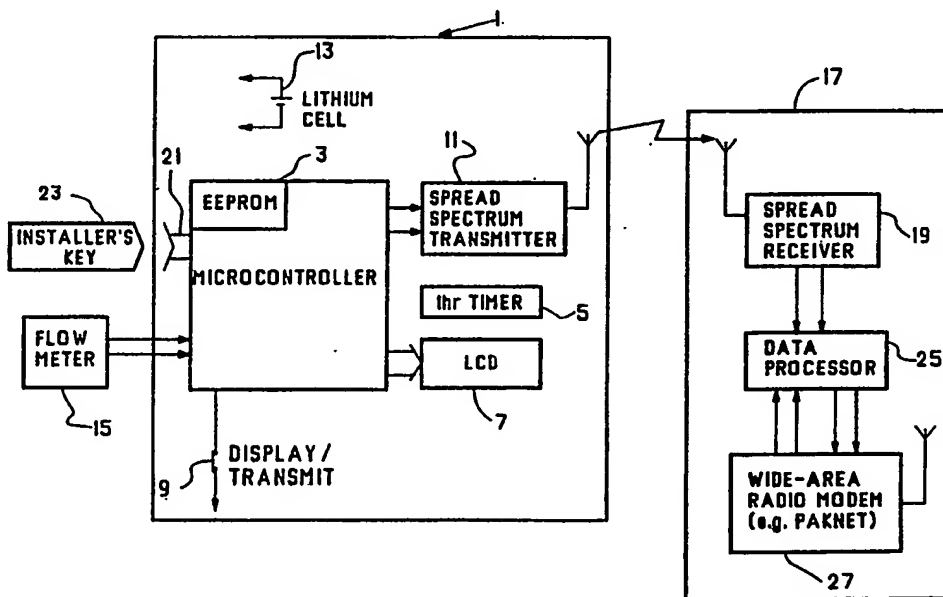 1
13
LITHIUM
CELL
17
21
3
11
23
EEPROM
SPREAD
SPECTRUM
TRANSMITTER
INSTALLER'S
KEY
MICROCONTROLLER
SPREAD
SPECTRUM
RECEIVER
19
1hr TIMER
5
FLOW
METER
LCD
DATA
PROCESSOR
25
15
7
9
DISPLAY/
TRANSMIT
WIDE-AREA
RADIO MODEM
(e.g. PAKNET)
27